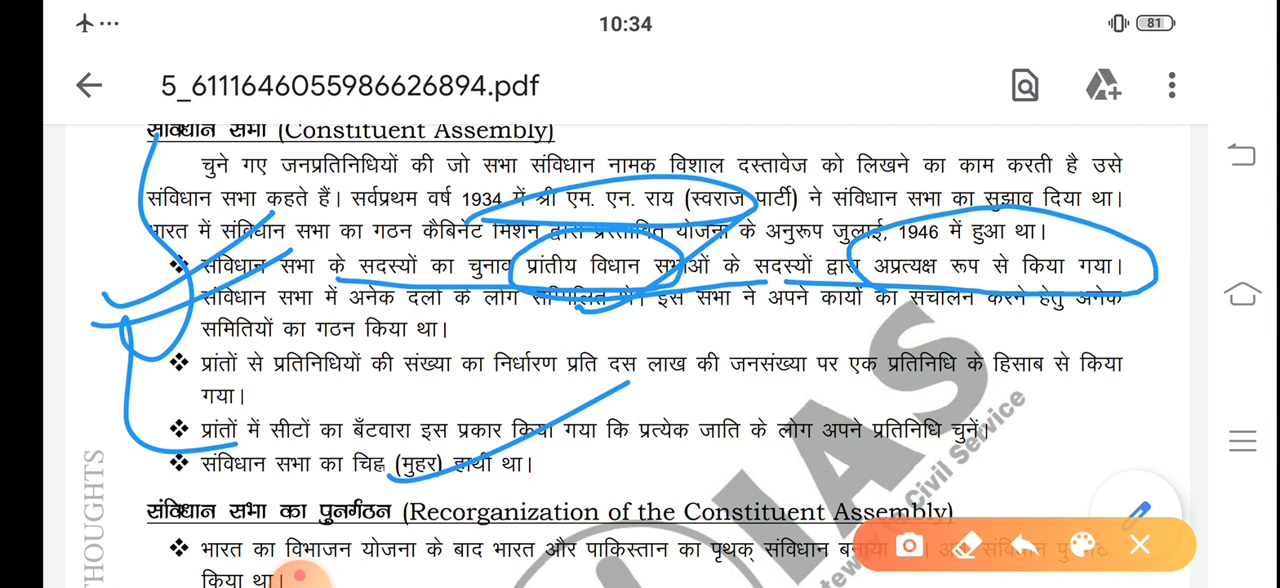 10:34
81
5_6111646055986626894.pdf
संविधान सभा (Constituent Assembly)
चुने गए जनप्रतिनिधियों की जो सभा संविधान नामक विशाल दस्तावेज को लिखने का काम करती है उसे
संविधान सभा कहते हैं। सर्वप्रथम वर्ष 1934 में श्री एम. एन. राय (स्वराज पार्टी) ने संविधान सभा का सुझाव दिया था।
भारत में संविधान सभा का गठन कैबिनेट मिशन द्वारा प्रस्तावित योजना के अनुरूप जुलाई, 1946 में हुआ था।
❖ संविधान सभा के सदस्यों का चुनाव प्रांतीय विधान सभाओं के सदस्यों द्वारा अप्रत्यक्ष रूप से किया गया।
संविधान सभा में अनेक दलों के लोग सम्मिलित थे। इस सभा ने अपने कार्यों का संचालन करने हेतु अनेक
समितियों का गठन किया था।
❖ प्रांतों से प्रतिनिधियों की संख्या का निर्धारण प्रति दस लाख की जनसंख्या पर एक प्रतिनिधि के हिसाब से किया
गया।
❖ प्रांतों में सीटों का बँटवारा इस प्रकार किया गया कि प्रत्येक जाति के लोग अपने प्रतिनिधि चुनें।
❖ संविधान सभा का चिह्न (मुहर) हाथी था।
संविधान सभा का पुनर्गठन (Recorganization of the Constituent Assembly)
❖ भारत का विभाजन योजना के बाद भारत और पाकिस्तान का पृथक् संविधान बनाया
किया था।
THOUGHTS
IAS
Civil Service